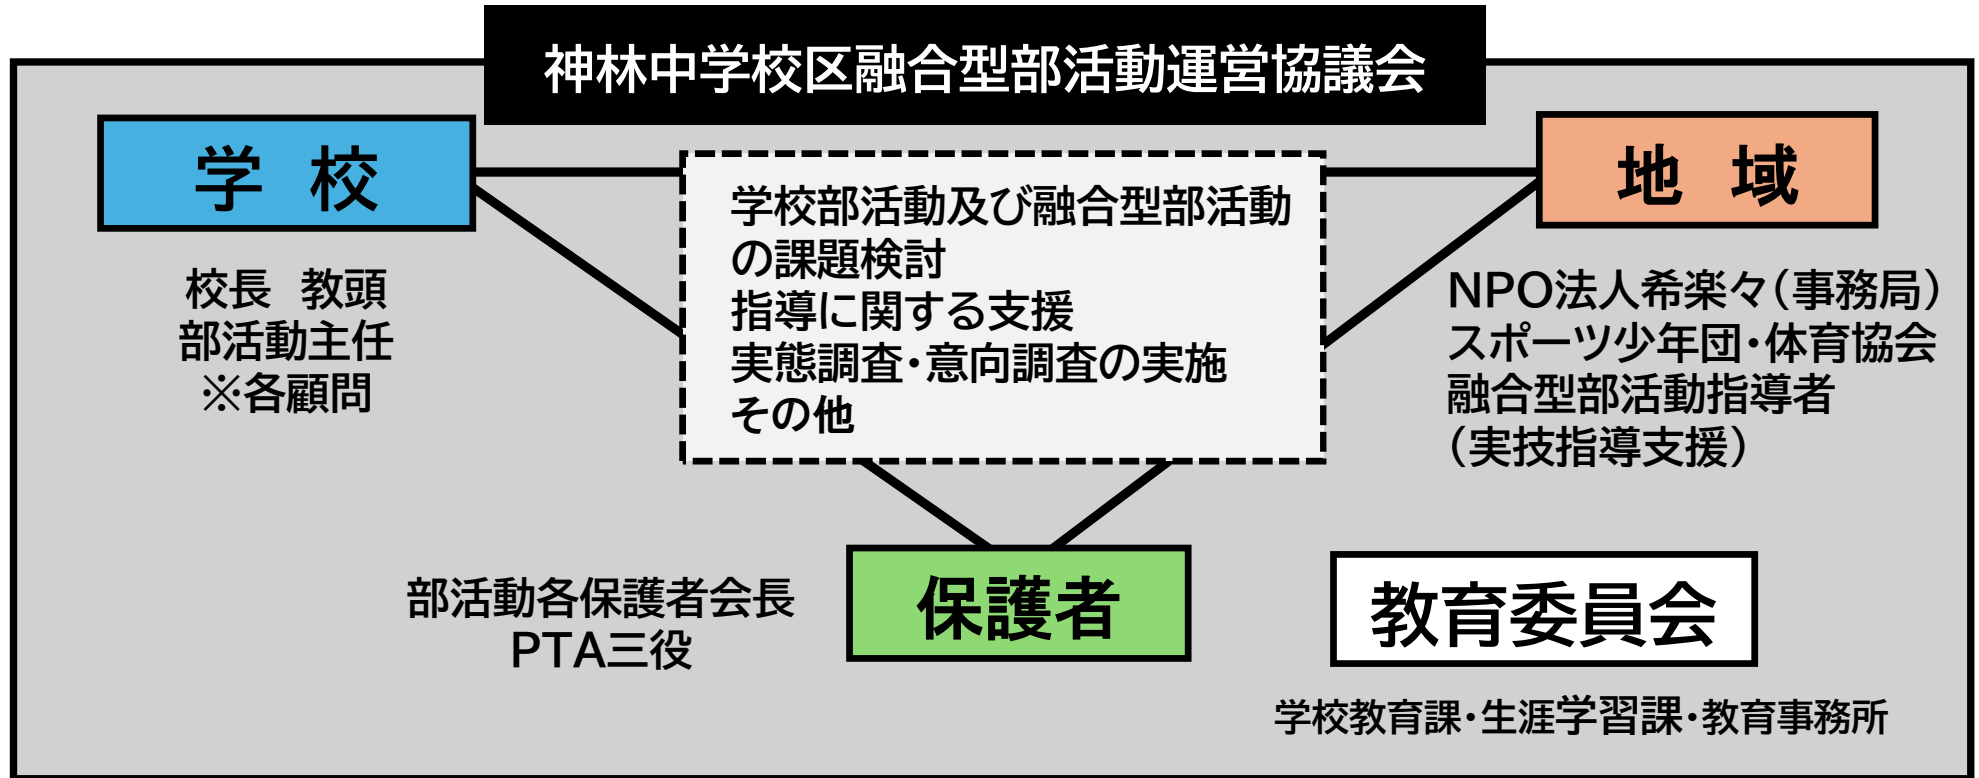 神林中学校区融合型部活動運営協議会
学　校
校長　教頭
部活動主任
※各顧問
学校部活動及び融合型部活動
の課題検討
指導に関する支援
実態調査・意向調査の実施
その他
地　域
NPO法人希楽々（事務局）
スポーツ少年団・体育協会
融合型部活動指導者
（実技指導支援）
保護者
部活動各保護者会長
PTA三役
教育委員会
学校教育課・生涯学習課・教育事務所